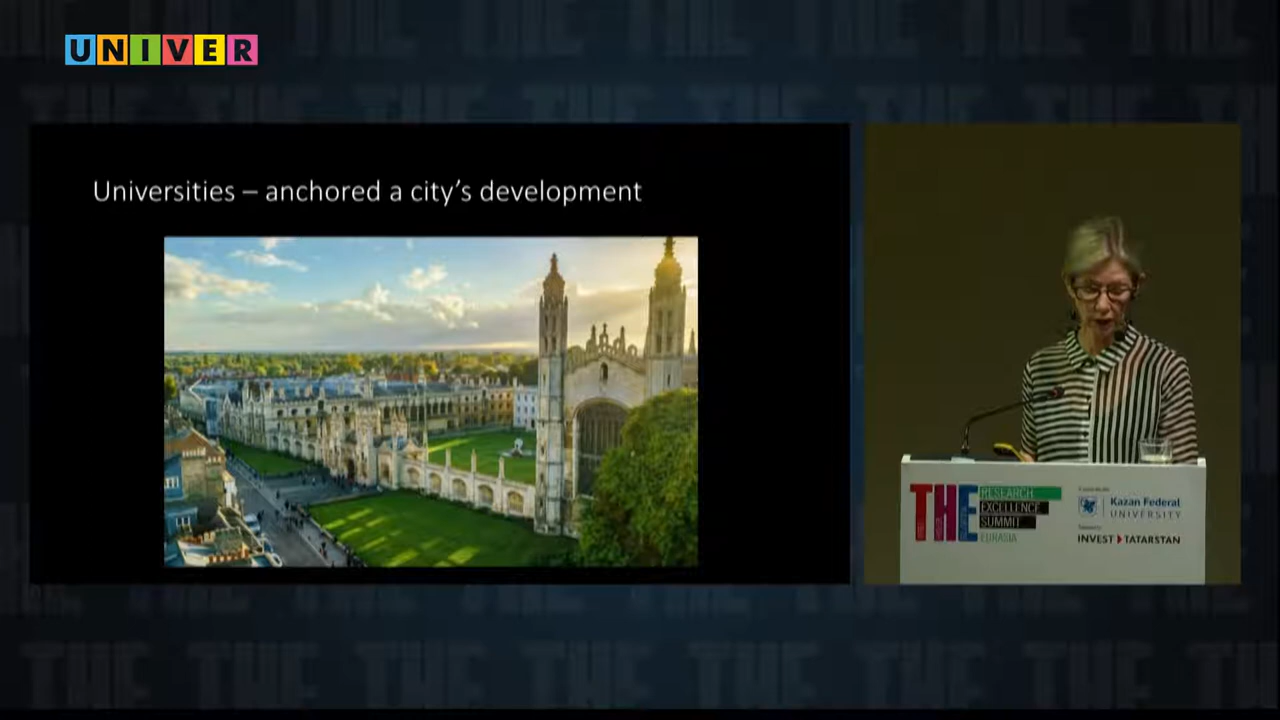 UNIVER
Universities – anchored a city's development
THE
RESEARCH
EXCELLENCE
SUMMIT
EURASIA
Kazan Federal
UNIVERSITY
INVEST TATARSTAN